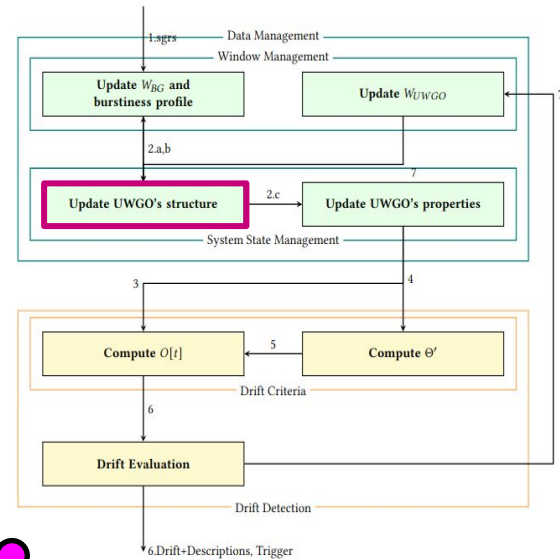 1.sgrs
Data Management
Window Management
Update W_BG and
burstiness profile
Update W_UWGO
2.a,b
7
Update UWGO's structure
2.c
Update UWGO's properties
System State Management
3
4
Compute O[t]
5
Compute Θ′
Drift Criteria
6
Drift Evaluation
Drift Detection
6.Drift+Descriptions, Trigger